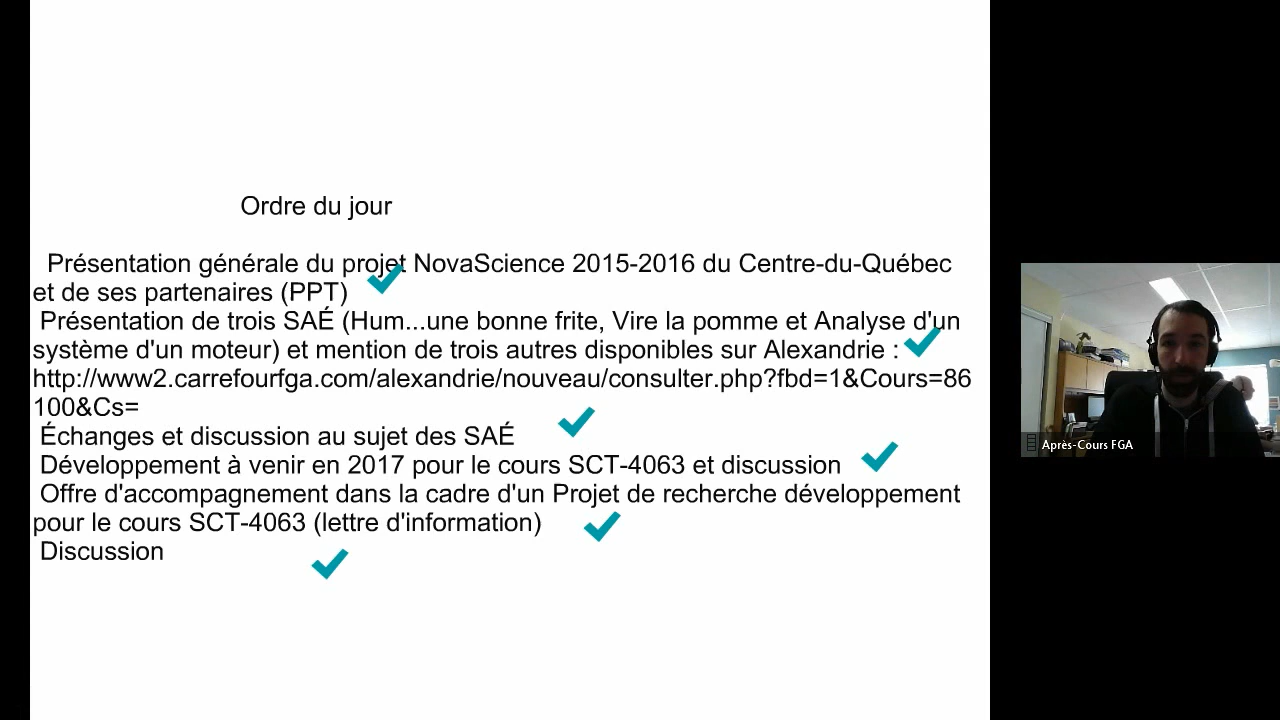 Ordre du jour
Présentation générale du projet NovaScience 2015-2016 du Centre-du-Québec
et de ses partenaires (PPT)
Présentation de trois SAÉ (Hum...une bonne frite, Vire la pomme et Analyse d'un
système d'un moteur) et mention de trois autres disponibles sur Alexandrie :
http://www2.carrefourfga.com/alexandrie/nouveau/consulter.php?fbd=1&Cours=86
100&Cs=
Échanges et discussion au sujet des SAÉ
Développement à venir en 2017 pour le cours SCT-4063 et discussion
Offre d'accompagnement dans la cadre d'un Projet de recherche développement
pour le cours SCT-4063 (lettre d'information)
Discussion
Après-Cours FGA